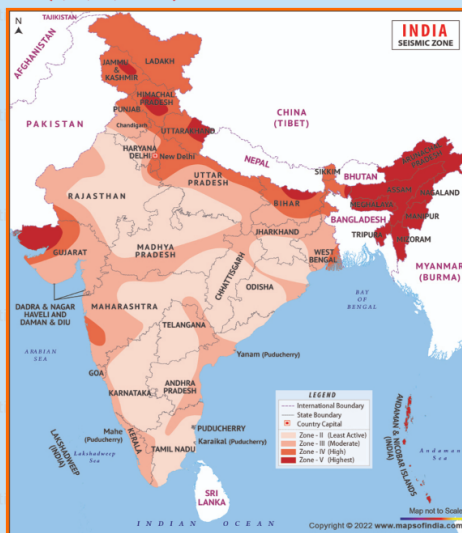 N
TAJIKISTAN
AFGHANISTAN
INDIA
SEISMIC ZONE
LADAKH
JAMMU
&
KASHMIR
HIMACHAL
PRADESH
PUNJAB
Chandigarh
UTTARAKHAND
PAKISTAN
CHINA
(TIBET)
HARYANA
DELHI
New Delhi
NEPAL
SIKKIM
BHUTAN
ARUNACHAL
PRADESH
ASSAM
NAGALAND
MEGHALAYA
MANIPUR
BANGLADESH
TRIPURA
MIZORAM
RAJASTHAN
UTTAR
PRADESH
BIHAR
JHARKHAND
WEST
BENGAL
GUJARAT
MADHYA
PRADESH
CHHATTISGARH
ODISHA
MYANMAR
(BURMA)
DADRA & NAGAR
HAVELI AND
DAMAN & DIU
MAHARASHTRA
TELANGANA
BAY
OF
BENGAL
ARABIAN
SEA
Yanam (Puducherry)
GOA
KARNATAKA
ANDHRA
PRADESH
LEGEND
International Boundary
State Boundary
Country Capital
Zone - II (Least Active)
Zone - III (Moderate)
Zone - IV (High)
Zone - V (Highest)
PUDUCHERRY
Karaikal (Puducherry)
Mahe
(Puducherry)
KERALA
TAMIL NADU
LAKSHADWEEP
(INDIA)
Lakshadweep
Sea
ANDAMAN & NICOBAR ISLANDS
(INDIA)
Andaman
SRI
LANKA
INDIAN OCEAN
Map not to Scale
Copyright © 2022 www.mapsofindia.com